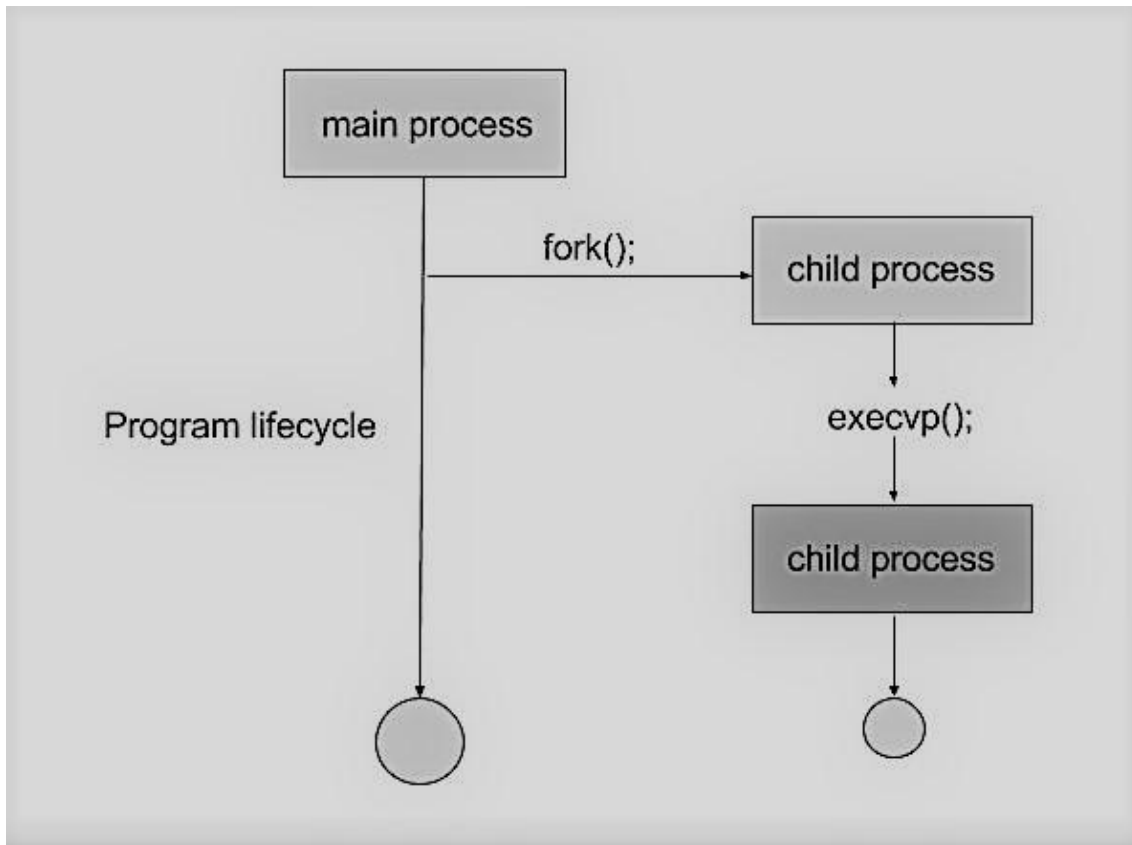 main process
fork();
child process
Program lifecycle
execvp();
child process